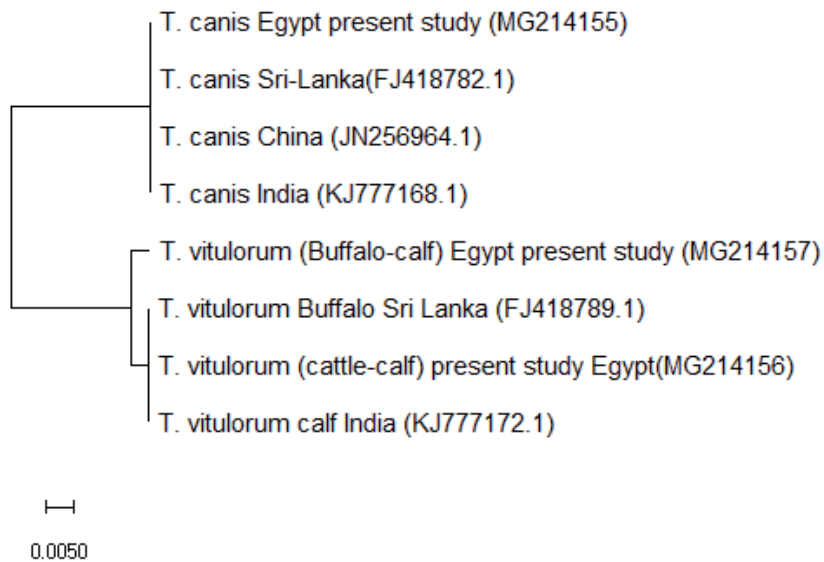 T. canis Egypt present study (MG214155)
T. canis Sri-Lanka(FJ418782.1)
T. canis China (JN256964.1)
T. canis India (KJ777168.1)
T. vitulorum (Buffalo-calf) Egypt present study (MG214157)
T. vitulorum Buffalo Sri Lanka (FJ418789.1)
T. vitulorum (cattle-calf) present study Egypt(MG214156)
T. vitulorum calf India (KJ777172.1)
0.0050